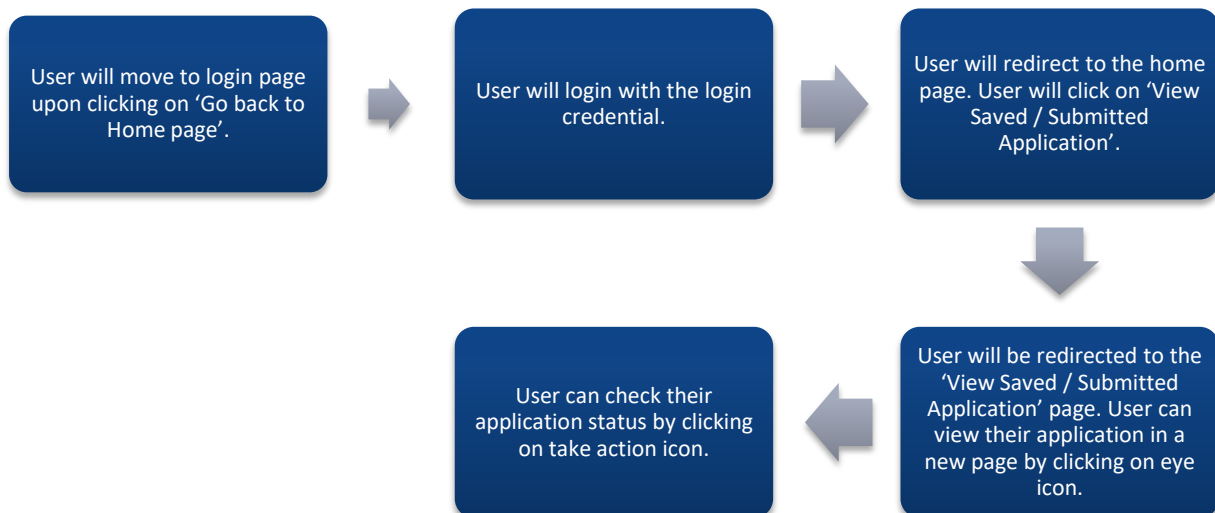 User will move to login page
upon clicking on ‘Go back to
Home page’.
User will login with the login
credential.
User will redirect to the home
page. User will click on ‘View
Saved / Submitted
Application’.
User will be redirected to the
‘View Saved / Submitted
Application’ page. User can
view their application in a
new page by clicking on eye
icon.
User can check their
application status by clicking
on take action icon.